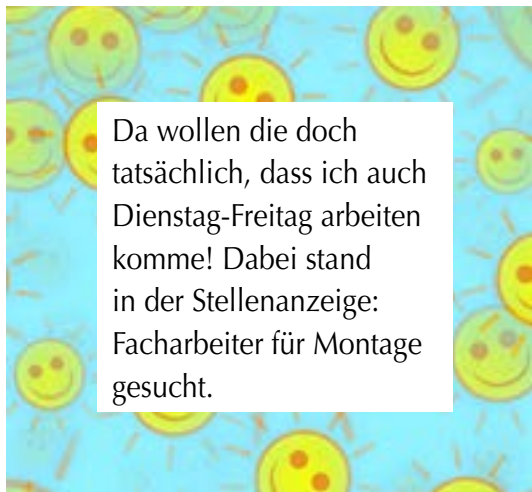 Da wollen die doch
tatsächlich, dass ich auch
Dienstag-Freitag arbeiten
komme! Dabei stand
in der Stellenanzeige:
Facharbeiter für Montage
gesucht.